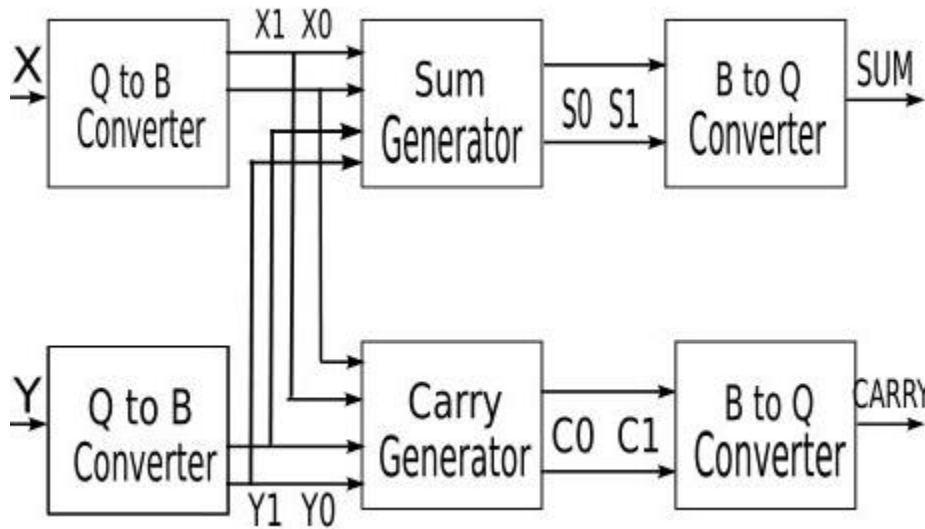 X
Q to B
Converter
X1 X0
Sum
Generator
S0 S1
B to Q
Converter
SUM
Y
Q to B
Converter
Y1 Y0
Carry
Generator
C0 C1
B to Q
Converter
CARRY